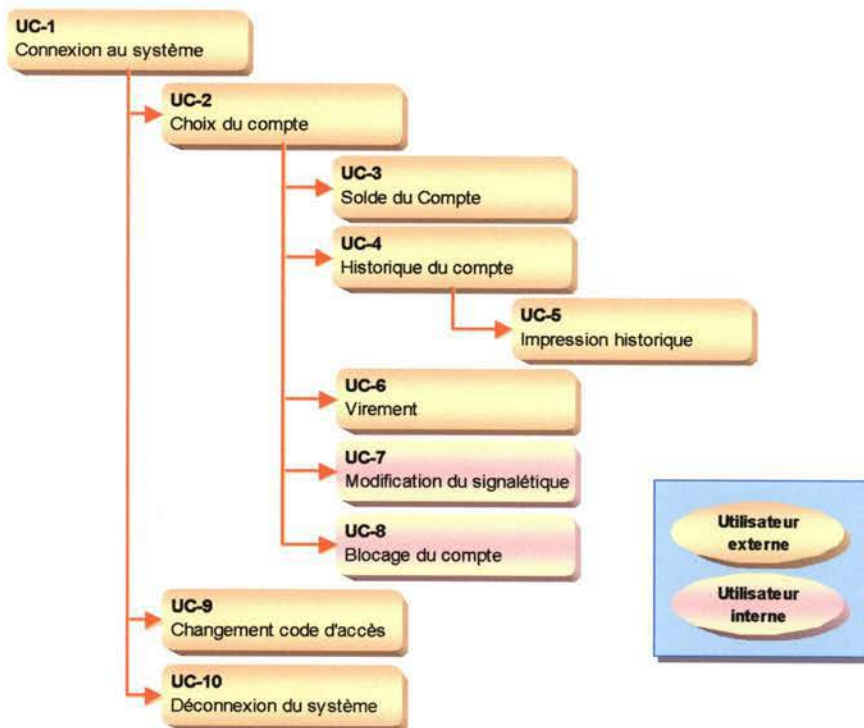 UC-1
Connexion au système
UC-2
Choix du compte
UC-3
Solde du Compte
UC-4
Historique du compte
UC-5
Impression historique
UC-6
Virement
UC-7
Modification du signalétique
UC-8
Blocage du compte
Utilisateur
externe
Utilisateur
interne
UC-9
Changement code d'accès
UC-10
Déconnexion du système